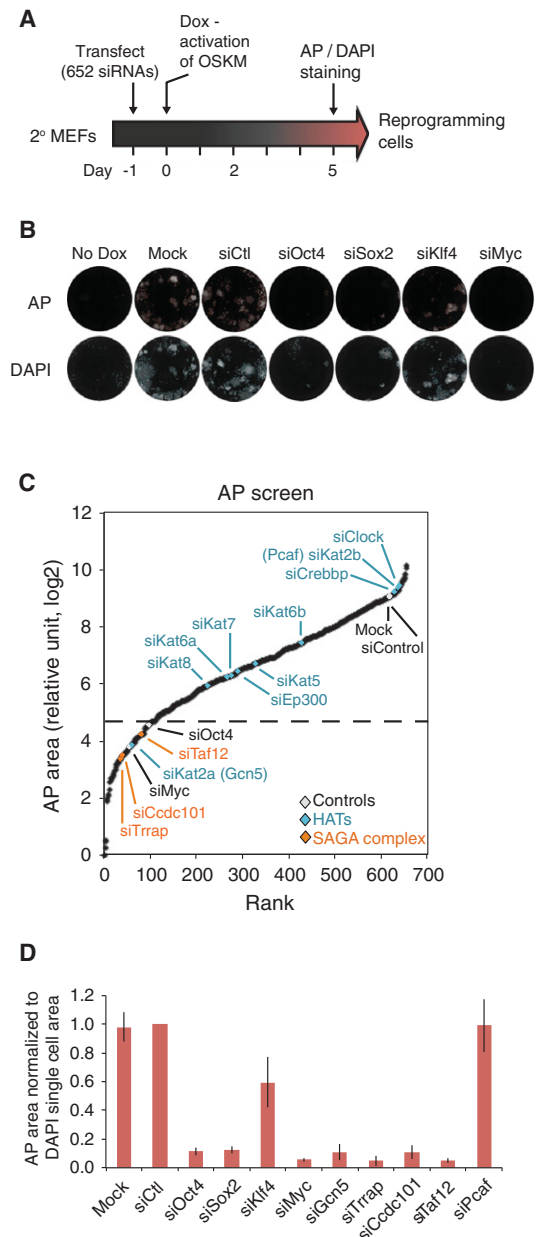 A
Transfect
(652 siRNAs)
Dox -
activation
of OSKM
AP / DAPI
staining
2º MEFs
Reprogramming
cells
Day -1 0 2 5
B
No Dox Mock siCtl siOct4 siSox2 siKlf4 siMyc
AP
DAPI
C
AP screen
AP area (relative unit, log2)
12
10
8
6
4
2
0
siClock
(Pcaf) siKat2b
siCrebbp
Mock
siControl
siKat6b
siKat7
siKat6a
siKat8
siKat5
siEp300
siOct4
siTaf12
siKat2a (Gcn5)
siMyc
siCcdc101
siTrrap
Controls
HATs
SAGA complex
0 100 200 300 400 500 600 700
Rank
D
AP area normalized to
DAPI single cell area
1.2
1.0
0.8
0.6
0.4
0.2
0.0
Mock siCtl siOct4 siSox2 siKlf4 siMyc siGcn5 siTrrap siCcdc101 siTaf12 siPcaf